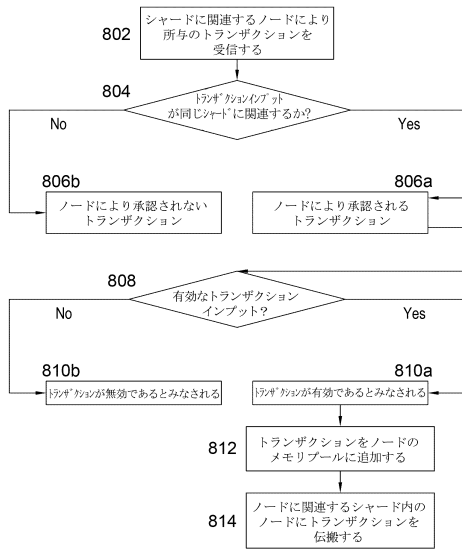 802
シャードに関連するノードにより
所与のトランザクションを
受信する
804
ﾄﾗﾝｻﾞｸｼｮﾝｲﾝﾌﾟｯﾄ
が同じｼｬｰﾄﾞに関連するか?
No
Yes
806b
806a
ノードにより承認されない
トランザクション
ノードにより承認される
トランザクション
808
有効なトランザクション
インプット?
No
Yes
810b
810a
ﾄﾗﾝｻﾞｸｼｮﾝが無効であるとみなされる
ﾄﾗﾝｻﾞｸｼｮﾝが有効であるとみなされる
812
トランザクションをノードの
メモリプールに追加する
814
ノードに関連するシャード内の
ノードにトランザクションを
伝搬する